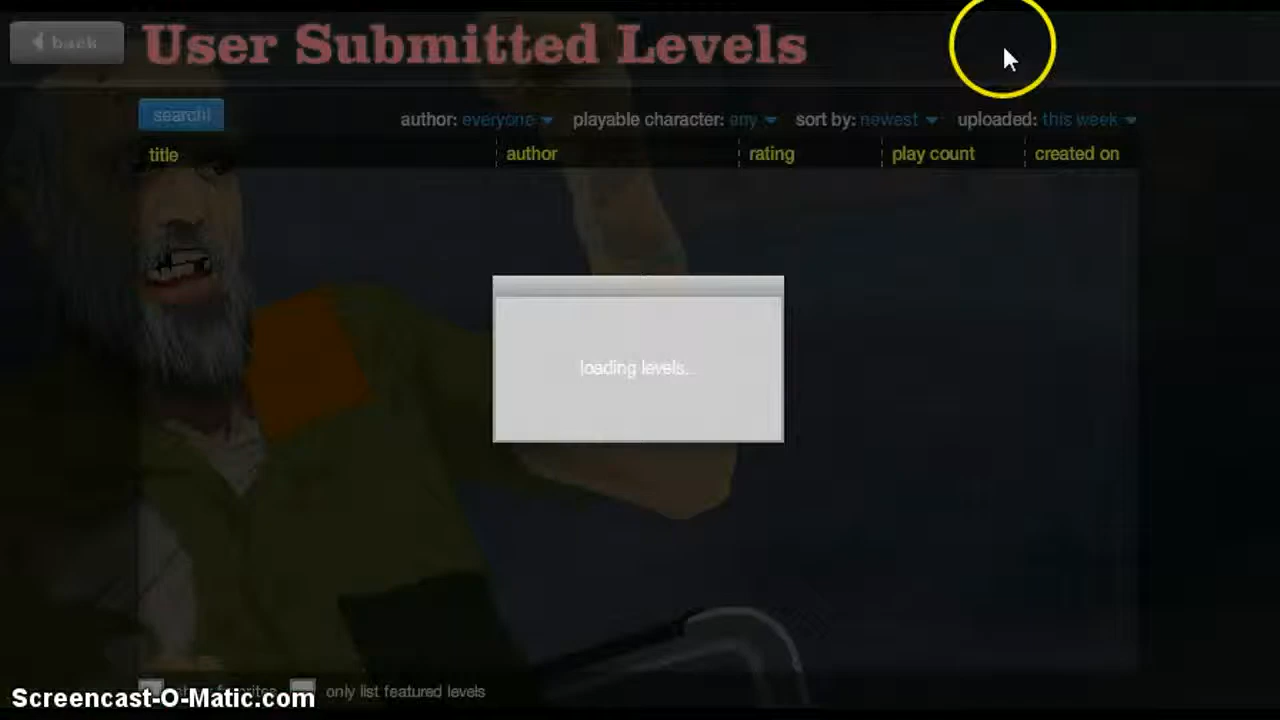 back
User Submitted Levels
search!
author: everyone
playable character: any
sort by: newest
uploaded: this week
title
author
rating
play count
created on
loading levels...
favorites
only list featured levels
Screencast-O-Matic.com